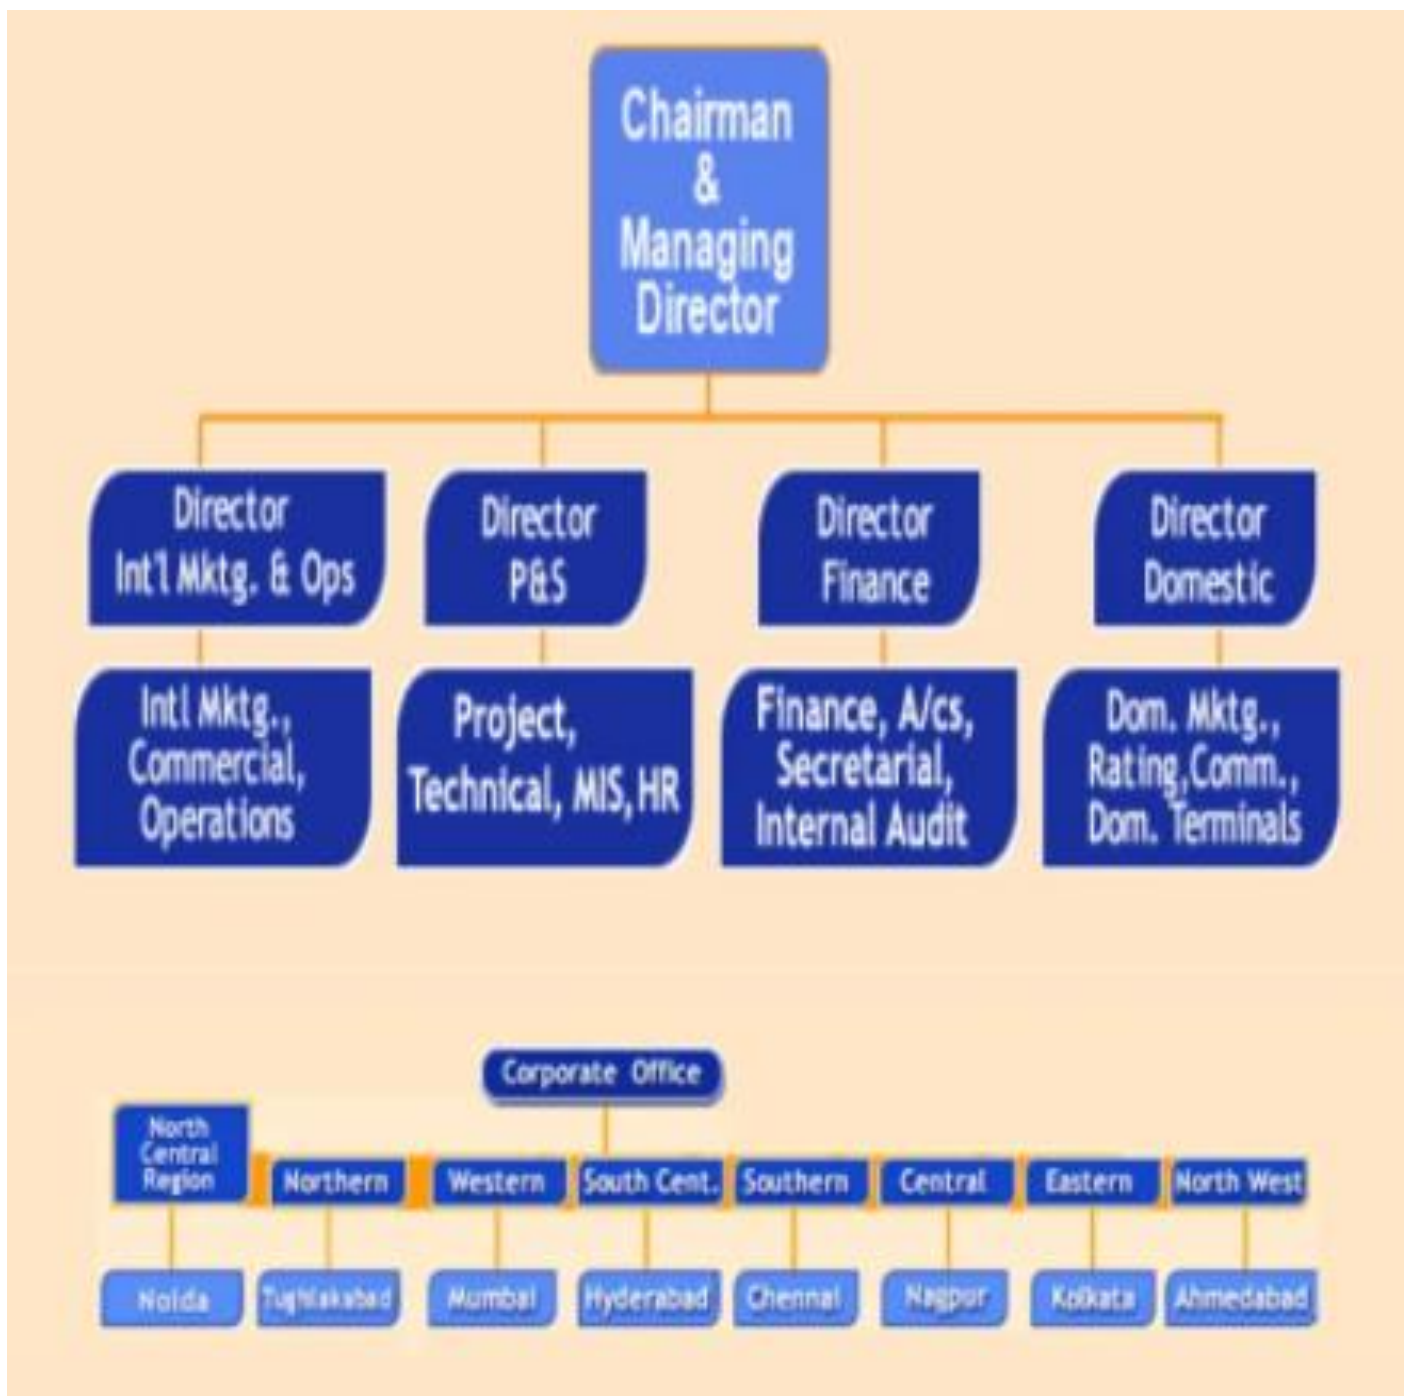 Chairman
&
Managing
Director
Director
Int'l Mktg. & Ops
Director
P&S
Director
Finance
Director
Domestic
Intl Mktg.,
Commercial,
Operations
Project,
Technical, MIS,HR
Finance, A/cs,
Secretarial,
Internal Audit
Dom. Mktg.,
Rating,Comm.,
Dom. Terminals
Corporate Office
North
Central
Region
Northern
Western
South Cent.
Southern
Central
Eastern
North West
Noida
Tughlakabad
Mumbai
Hyderabad
Chennai
Nagpur
Kolkata
Ahmedabad